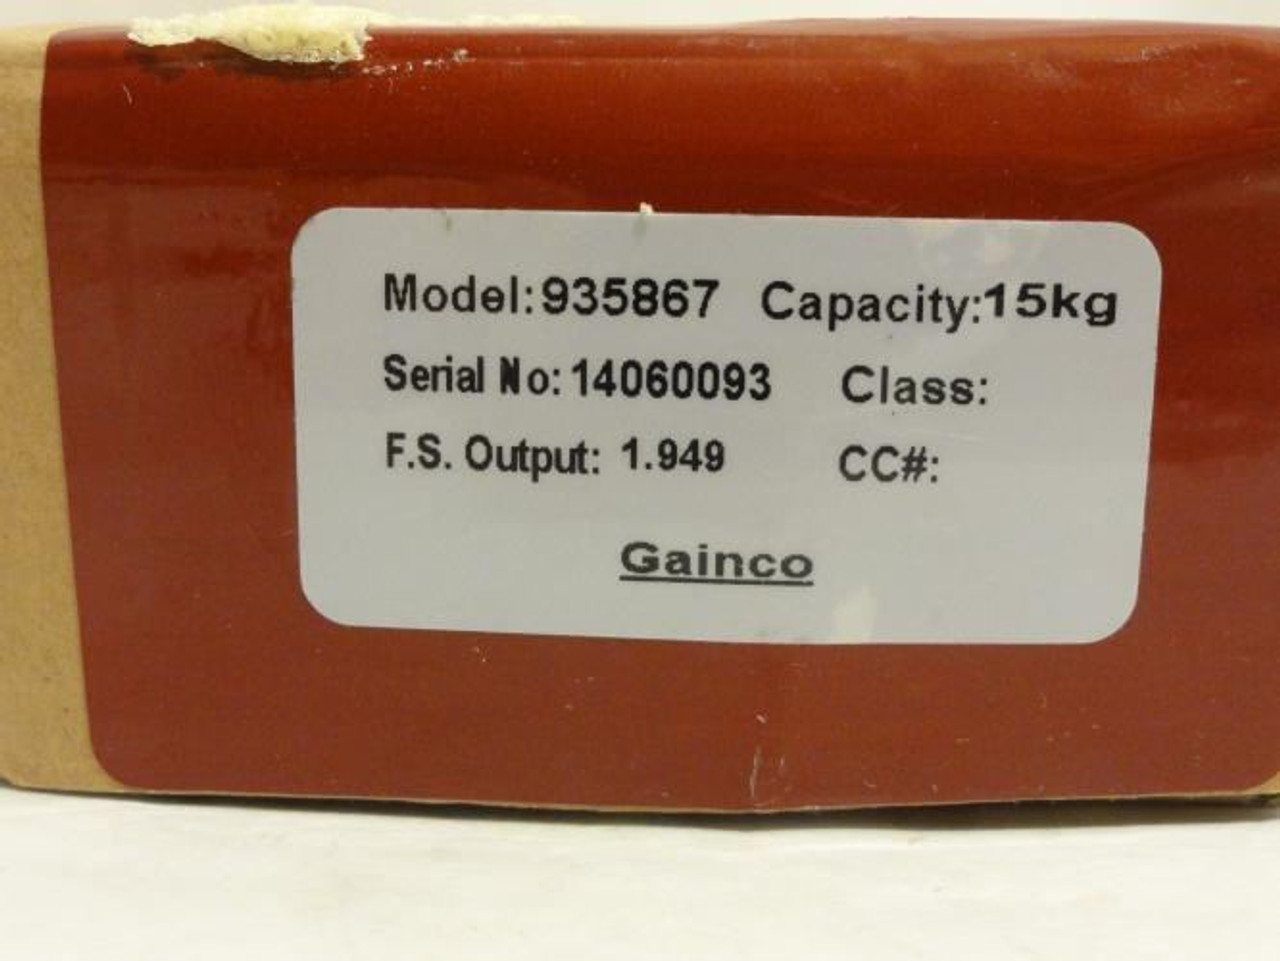 Model:935867 Capacity:15kg
Serial No:14060093 Class:
F.S. Output: 1.949 CC#:
Gainco